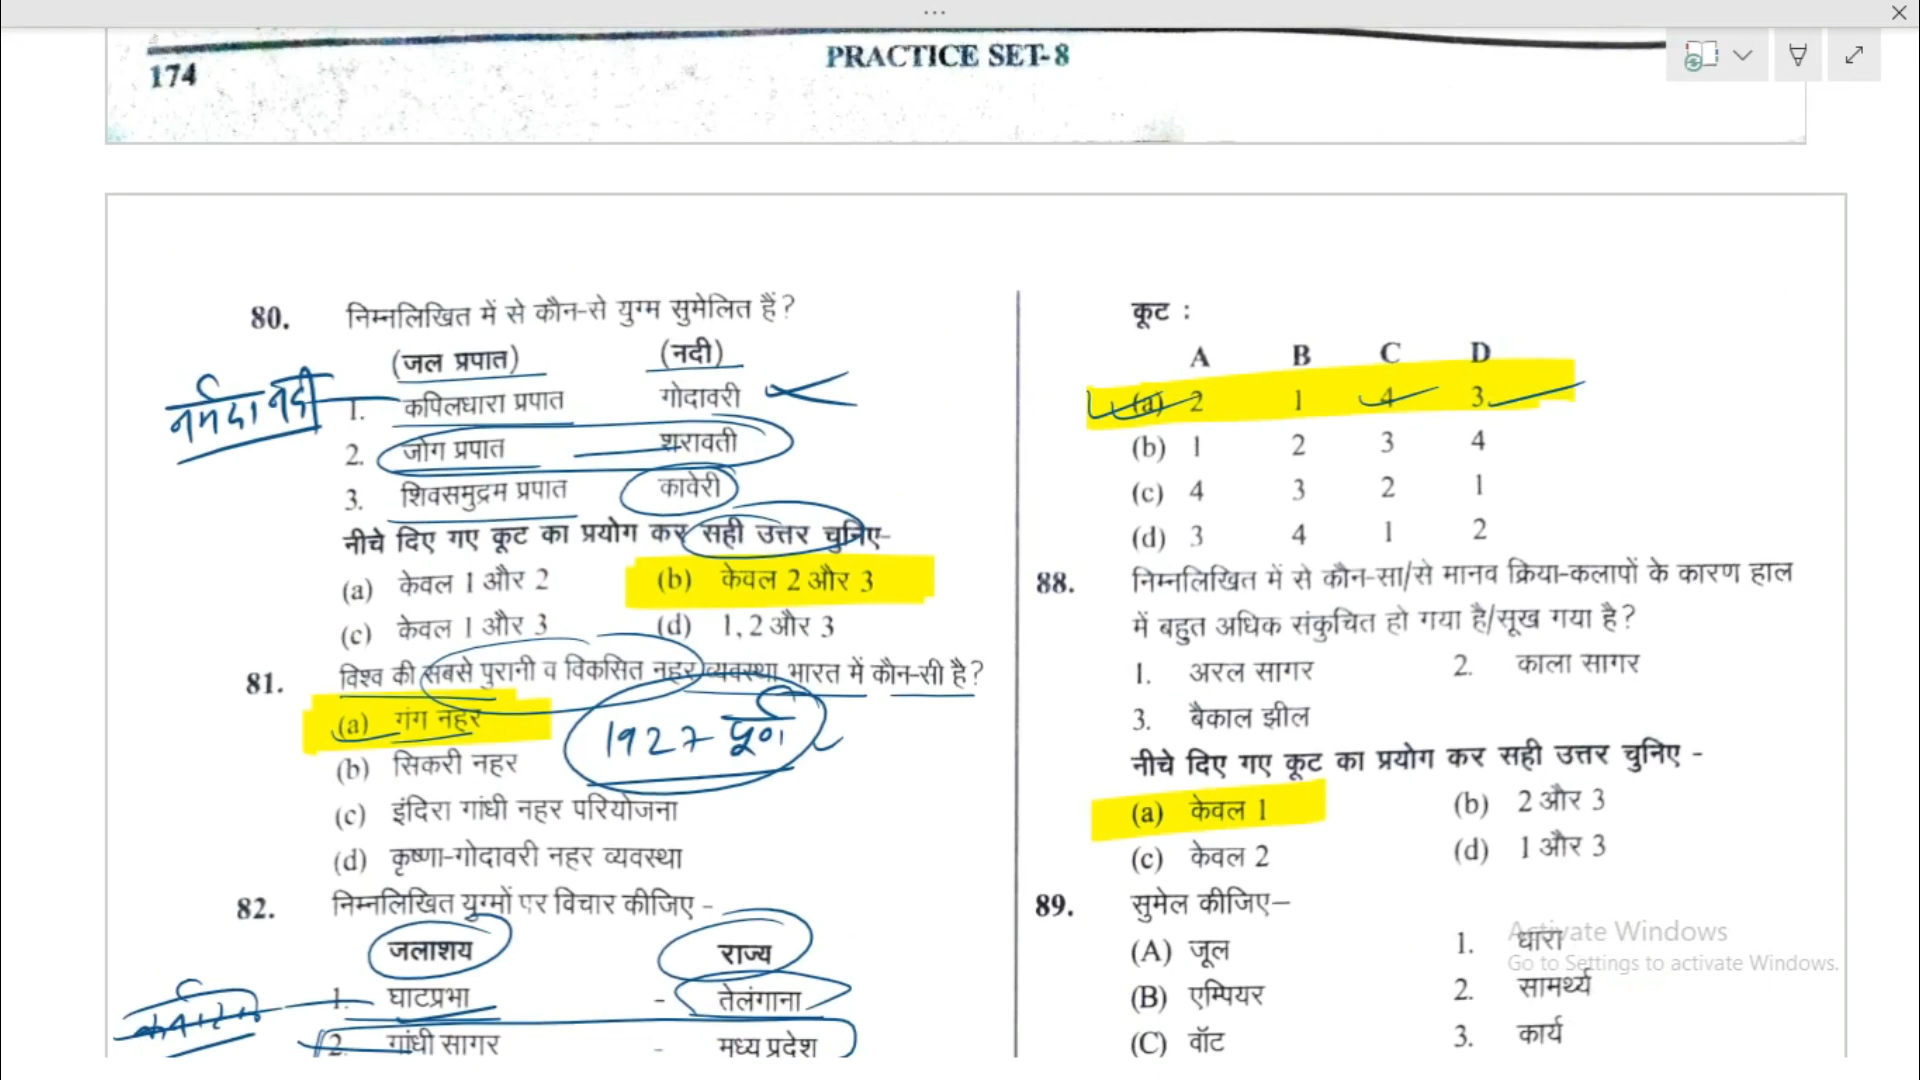 174
PRACTICE SET-8
80. निम्नलिखित में से कौन-से युग्म सुमेलित हैं?
(जल प्रपात) (नदी)
नर्मदा नदी
1. कपिलधारा प्रपात गोदावरी
2. जोग प्रपात शरावती
3. शिवसमुद्रम प्रपात कावेरी
नीचे दिए गए कूट का प्रयोग कर सही उत्तर चुनिए-
(a) केवल 1 और 2 (b) केवल 2 और 3
(c) केवल 1 और 3 (d) 1, 2 और 3
81. विश्व की सबसे पुरानी व विकसित नहर व्यवस्था भारत में कौन-सी है?
(a) गंग नहर
1927 पूर्ण
(b) सिकरी नहर
(c) इंदिरा गांधी नहर परियोजना
(d) कृष्णा-गोदावरी नहर व्यवस्था
82. निम्नलिखित युग्मों पर विचार कीजिए -
जलाशय राज्य
1. घाटप्रभा - तेलंगाना
2. गांधी सागर - मध्य प्रदेश
कूट :
A B C D
(a) 2 1 4 3
(b) 1 2 3 4
(c) 4 3 2 1
(d) 3 4 1 2
88. निम्नलिखित में से कौन-सा/से मानव क्रिया-कलापों के कारण हाल
में बहुत अधिक संकुचित हो गया है/सूख गया है?
1. अरल सागर 2. काला सागर
3. बैकाल झील
नीचे दिए गए कूट का प्रयोग कर सही उत्तर चुनिए -
(a) केवल 1 (b) 2 और 3
(c) केवल 2 (d) 1 और 3
89. सुमेल कीजिए–
(A) जूल 1. धारा
(B) एम्पियर 2. सामर्थ्य
(C) वॉट 3. कार्य
Activate Windows
Go to Settings to activate Windows.